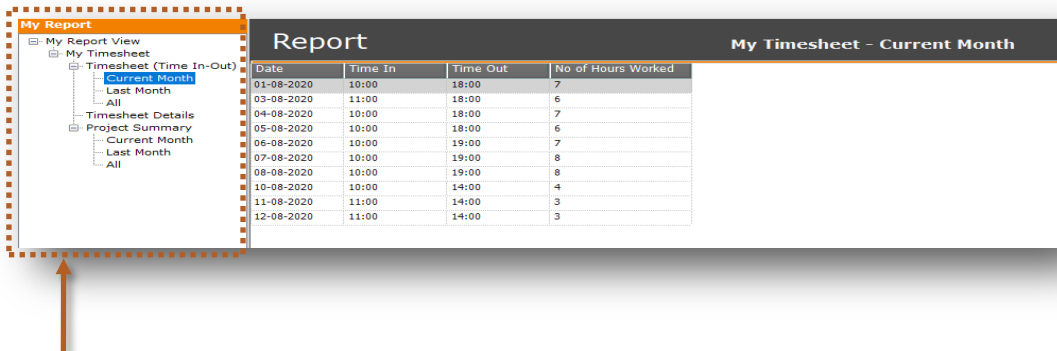 My Report
My Report View
My Timesheet
Timesheet (Time In-Out)
Current Month
Last Month
All
Timesheet Details
Project Summary
Current Month
Last Month
All
Report
My Timesheet - Current Month
Date Time In Time Out No of Hours Worked
01-08-2020 10:00 18:00 7
03-08-2020 11:00 18:00 6
04-08-2020 10:00 18:00 7
05-08-2020 10:00 18:00 6
06-08-2020 10:00 19:00 7
07-08-2020 10:00 19:00 8
08-08-2020 10:00 19:00 8
10-08-2020 10:00 14:00 4
11-08-2020 11:00 14:00 3
12-08-2020 11:00 14:00 3